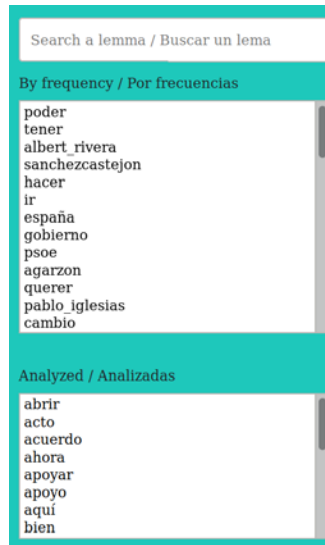 Search a lemma / Buscar un lema
By frequency / Por frecuencias
poder
tener
albert_rivera
sanchezcastejon
hacer
ir
españa
gobierno
psoe
agarzon
querer
pablo_iglesias
cambio
Analyzed / Analizadas
abrir
acto
acuerdo
ahora
apoyar
apoyo
aquí
bien